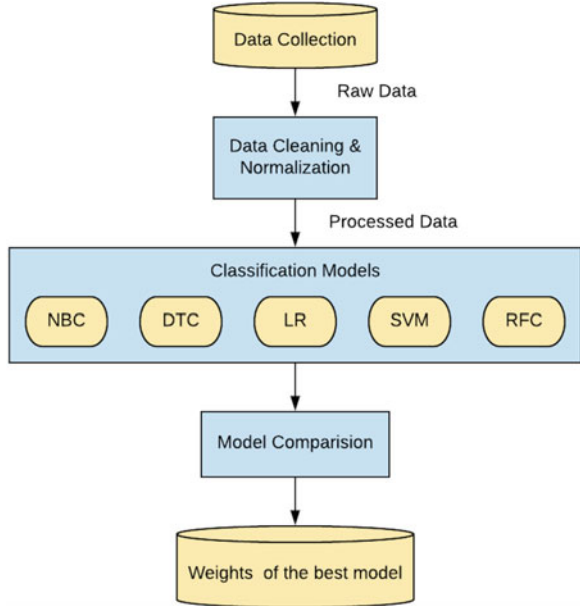 Data Collection
Raw Data
Data Cleaning &
Normalization
Processed Data
Classification Models
NBC
DTC
LR
SVM
RFC
Model Comparision
Weights of the best model